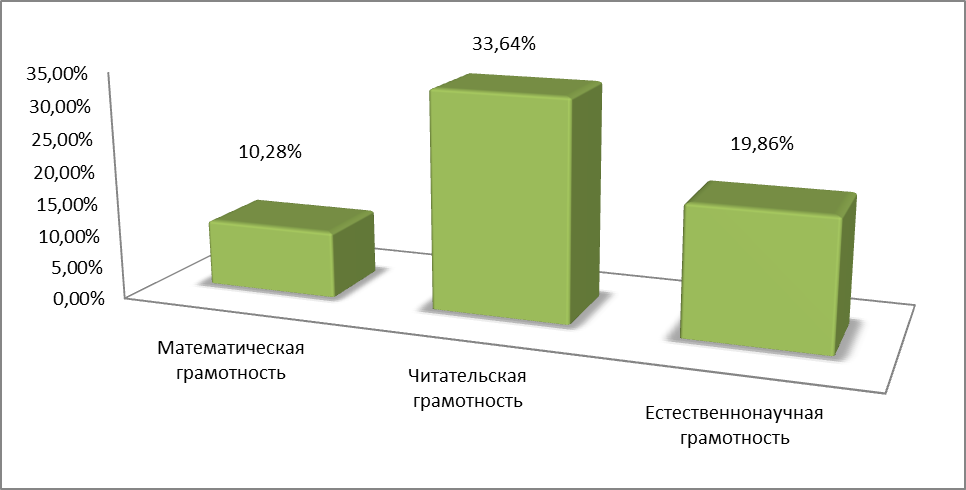 33,64%
19,86%
10,28%
35,00%
30,00%
25,00%
20,00%
15,00%
10,00%
5,00%
0,00%
Математическая
грамотность
Читательская
грамотность
Естественнонаучная
грамотность